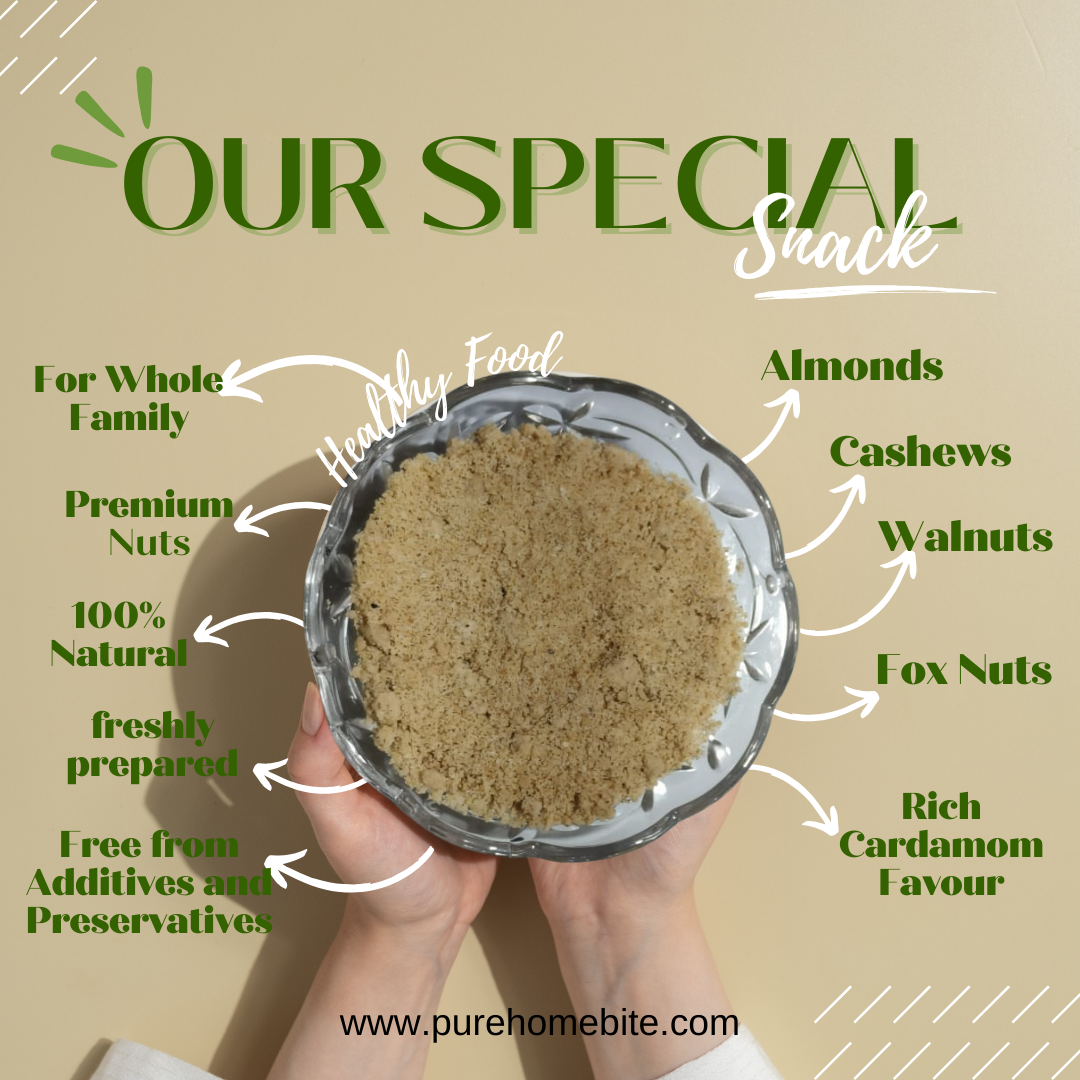 OUR SPECIAL
Snack
Healthy Food
For Whole
Family
Premium
Nuts
100%
Natural
freshly
prepared
Free from
Additives and
Preservatives
Almonds
Cashews
Walnuts
Fox Nuts
Rich
Cardamom
Favour
www.purehomebite.com